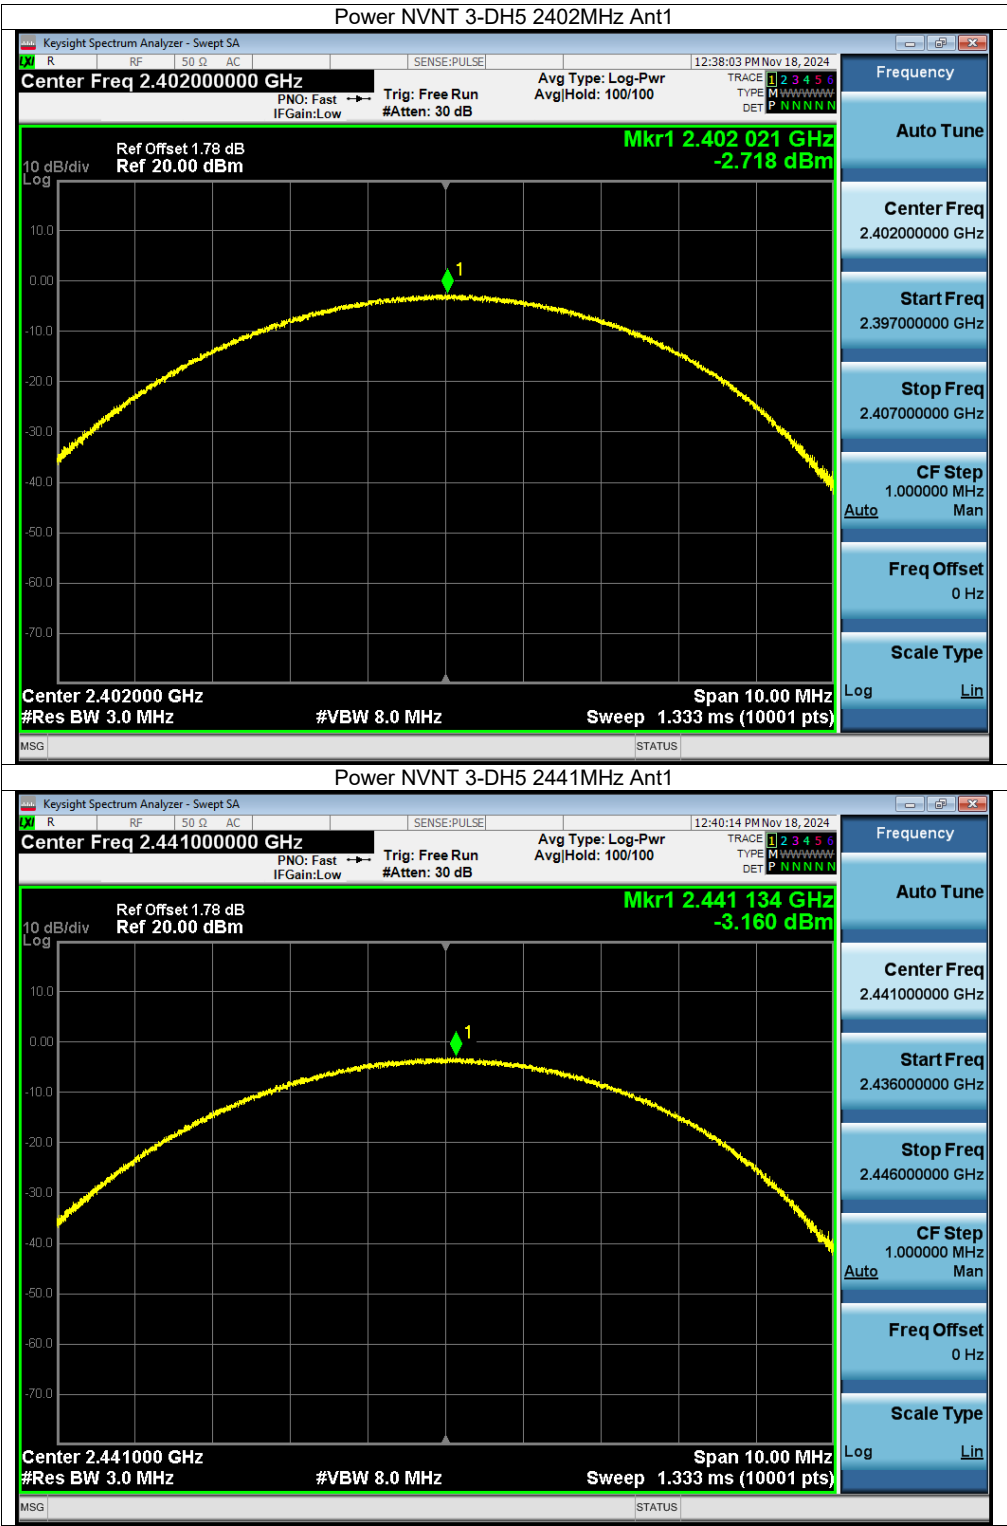 Power NVNT 3-DH5 2402MHz Ant1
Keysight Spectrum Analyzer - Swept SA
LXI R RF 50 Ω AC SENSE:PULSE 12:38:03 PM Nov 18, 2024
Center Freq 2.402000000 GHz
PNO: Fast
IFGain:Low
Trig: Free Run
#Atten: 30 dB
Avg Type: Log-Pwr
Avg|Hold: 100/100
TRACE 1 2 3 4 5 6
TYPE M W W W W W
DET P N N N N N
Frequency
Mkr1 2.402 021 GHz
-2.718 dBm
Ref Offset 1.78 dB
10 dB/div Ref 20.00 dBm
Log
10.0
0.00
-10.0
-20.0
-30.0
-40.0
-50.0
-60.0
-70.0
1
Center 2.402000 GHz Span 10.00 MHz
#Res BW 3.0 MHz #VBW 8.0 MHz Sweep 1.333 ms (10001 pts)
MSG STATUS
Auto Tune
Center Freq
2.402000000 GHz
Start Freq
2.397000000 GHz
Stop Freq
2.407000000 GHz
CF Step
1.000000 MHz
Auto Man
Freq Offset
0 Hz
Scale Type
Log Lin
Power NVNT 3-DH5 2441MHz Ant1
Keysight Spectrum Analyzer - Swept SA
LXI R RF 50 Ω AC SENSE:PULSE 12:40:14 PM Nov 18, 2024
Center Freq 2.441000000 GHz
PNO: Fast
IFGain:Low
Trig: Free Run
#Atten: 30 dB
Avg Type: Log-Pwr
Avg|Hold: 100/100
TRACE 1 2 3 4 5 6
TYPE M W W W W W
DET P N N N N N
Frequency
Mkr1 2.441 134 GHz
-3.160 dBm
Ref Offset 1.78 dB
10 dB/div Ref 20.00 dBm
Log
10.0
0.00
-10.0
-20.0
-30.0
-40.0
-50.0
-60.0
-70.0
1
Center 2.441000 GHz Span 10.00 MHz
#Res BW 3.0 MHz #VBW 8.0 MHz Sweep 1.333 ms (10001 pts)
MSG STATUS
Auto Tune
Center Freq
2.441000000 GHz
Start Freq
2.436000000 GHz
Stop Freq
2.446000000 GHz
CF Step
1.000000 MHz
Auto Man
Freq Offset
0 Hz
Scale Type
Log Lin